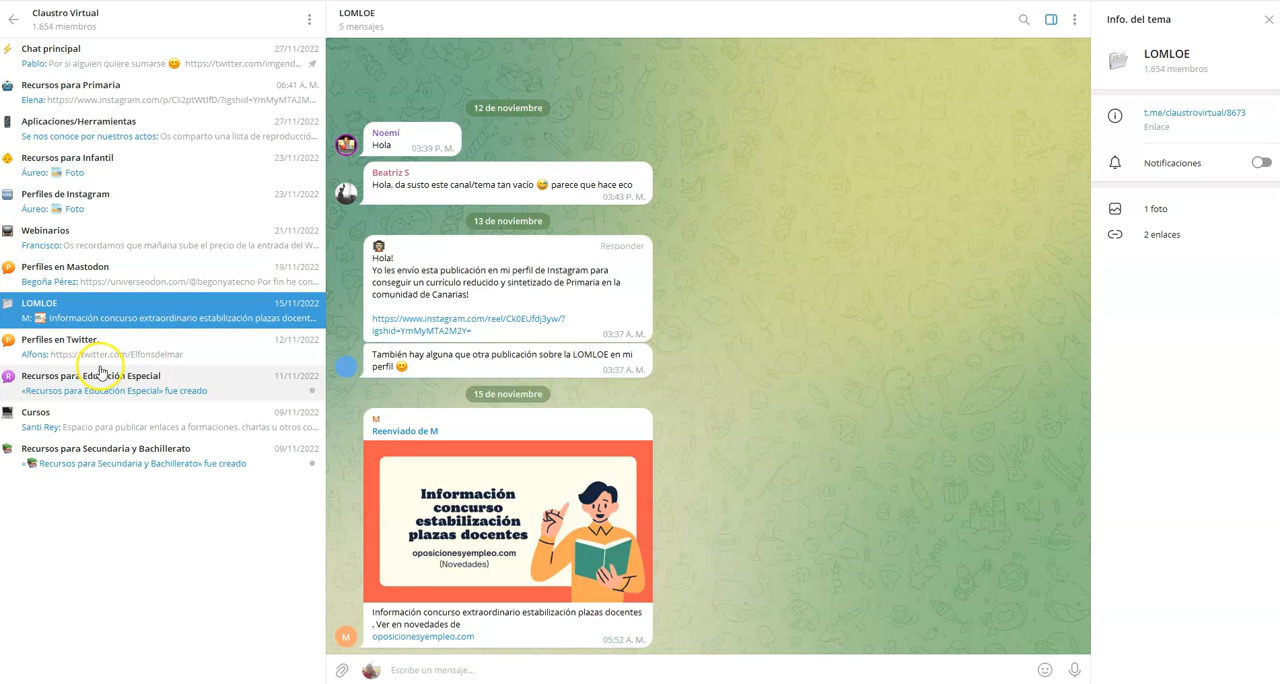 Claustro Virtual
1,654 miembros
Chat principal 27/11/2022
Pablo: Por si alguien quiere sumarse 😊 https://twitter.com/imgend...
Recursos para Primaria 06:41 A. M.
Elena: https://www.instagram.com/p/Cli2ptWtIfD/?igshid=YmMyMTA2M...
Aplicaciones/Herramientas 27/11/2022
Se nos conoce por nuestros actos: Os comparto una lista de reproducció...
Recursos para Infantil 23/11/2022
Áureo: Foto
Perfiles de Instagram 23/11/2022
Áureo: Foto
Webinarios 21/11/2022
Francisco: Os recordamos que mañana sube el precio de la entrada del W...
P
Perfiles en Mastodon 19/11/2022
Begoña Pérez: https://universeodon.com/@begonyatecno Por fin he con...
LOMLOE 15/11/2022
M: Información concurso extraordinario estabilización plazas docent...
P
Perfiles en Twitter. 12/11/2022
Alfons: https://twitter.com/Elfonsdelmar
R
Recursos para Educación Especial 11/11/2022
«Recursos para Educación Especial» fue creado
Cursos 09/11/2022
Santi Rey: Espacio para publicar enlaces a formaciones, charlas u otros co...
Recursos para Secundaria y Bachillerato 09/11/2022
«📚 Recursos para Secundaria y Bachillerato» fue creado
LOMLOE
5 mensajes
12 de noviembre
Noemí
Hola 03:39 P. M.
Beatriz S
Hola, da susto este canal/tema tan vacío 😅 parece que hace eco
03:43 P. M.
13 de noviembre
Responder
Hola!
Yo les envío esta publicación en mi perfil de Instagram para
conseguir un currículo reducido y sintetizado de Primaria en la
comunidad de Canarias!
https://www.instagram.com/reel/Ck0EUfdj3yw/?
igshid=YmMyMTA2M2Y=
03:37 A. M.
También hay alguna que otra publicación sobre la LOMLOE en mi
perfil 😊 03:37 A. M.
15 de noviembre
M
Reenviado de M
Información
concurso
estabilización
plazas docentes
oposicionesyempleo.com
(Novedades)
Información concurso extraordinario estabilización plazas docentes
. Ver en novedades de
oposicionesyempleo.com 05:52 A. M.
M
Escribe un mensaje...
Info. del tema
LOMLOE
1,654 miembros
t.me/claustrovirtual/8673
Enlace
Notificaciones
1 foto
2 enlaces